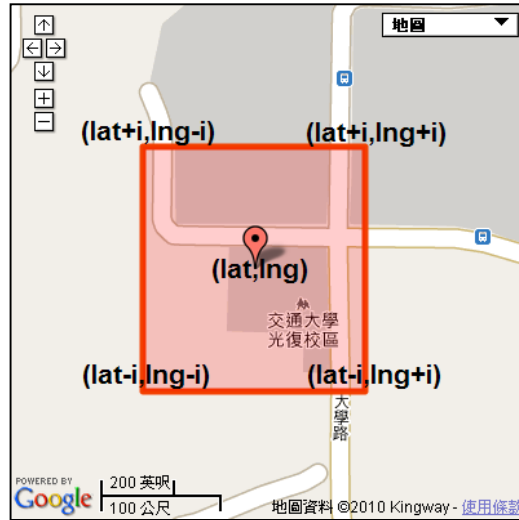 地圖
(lat+i,lng-i)
(lat+i,lng+i)
(lat,lng)
交通大學
光復校區
(lat-i,lng-i)
(lat-i,lng+i)
大學路
POWERED BY
Google
200 英呎
100 公尺
地圖資料 ©2010 Kingway - 使用條款